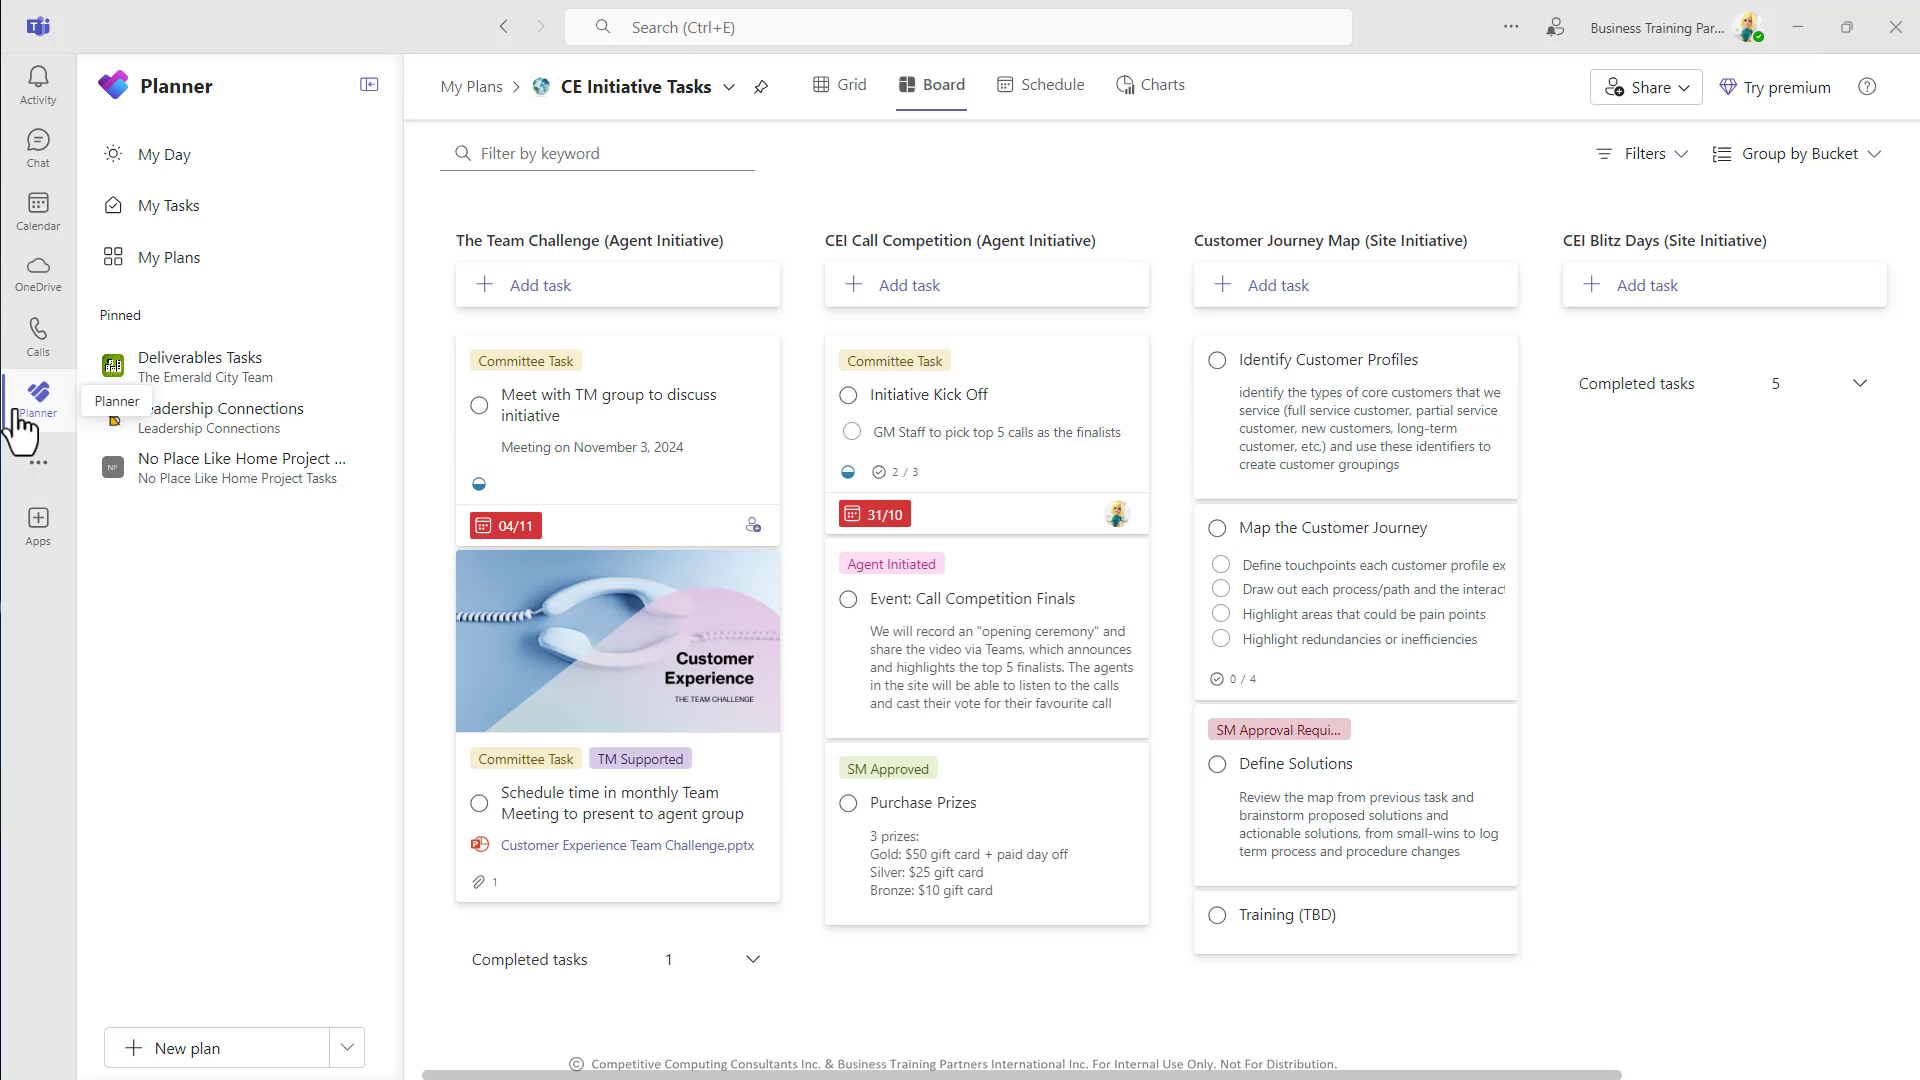 Search (Ctrl+E)
Business Training Par...
Activity
Chat
Calendar
OneDrive
Calls
Planner
Apps
Planner
My Day
My Tasks
My Plans
Pinned
Deliverables Tasks
The Emerald City Team
Planner
eadership Connections
Leadership Connections
NP
No Place Like Home Project ...
No Place Like Home Project Tasks
New plan
My Plans
CE Initiative Tasks
Grid
Board
Schedule
Charts
Share
Try premium
Filter by keyword
Filters
Group by Bucket
The Team Challenge (Agent Initiative)
Add task
Committee Task
Meet with TM group to discuss
initiative
Meeting on November 3, 2024
04/11
Customer
Experience
THE TEAM CHALLENGE
Committee Task
TM Supported
Schedule time in monthly Team
Meeting to present to agent group
Customer Experience Team Challenge.pptx
1
Completed tasks 1
CEI Call Competition (Agent Initiative)
Add task
Committee Task
Initiative Kick Off
GM Staff to pick top 5 calls as the finalists
2 / 3
31/10
Agent Initiated
Event: Call Competition Finals
We will record an "opening ceremony" and
share the video via Teams, which announces
and highlights the top 5 finalists. The agents
in the site will be able to listen to the calls
and cast their vote for their favourite call
SM Approved
Purchase Prizes
3 prizes:
Gold: $50 gift card + paid day off
Silver: $25 gift card
Bronze: $10 gift card
Customer Journey Map (Site Initiative)
Add task
Identify Customer Profiles
identify the types of core customers that we
service (full service customer, partial service
customer, new customers, long-term
customer, etc,) and use these identifiers to
create customer groupings
Map the Customer Journey
Define touchpoints each customer profile ex
Draw out each process/path and the interact
Highlight areas that could be pain points
Highlight redundancies or inefficiencies
0 / 4
SM Approval Requi...
Define Solutions
Review the map from previous task and
brainstorm proposed solutions and
actionable solutions, from small-wins to log
term process and procedure changes
Training (TBD)
CEI Blitz Days (Site Initiative)
Add task
Completed tasks 5
© Competitive Computing Consultants Inc. & Business Training Partners International Inc. For Internal Use Only. Not For Distribution.